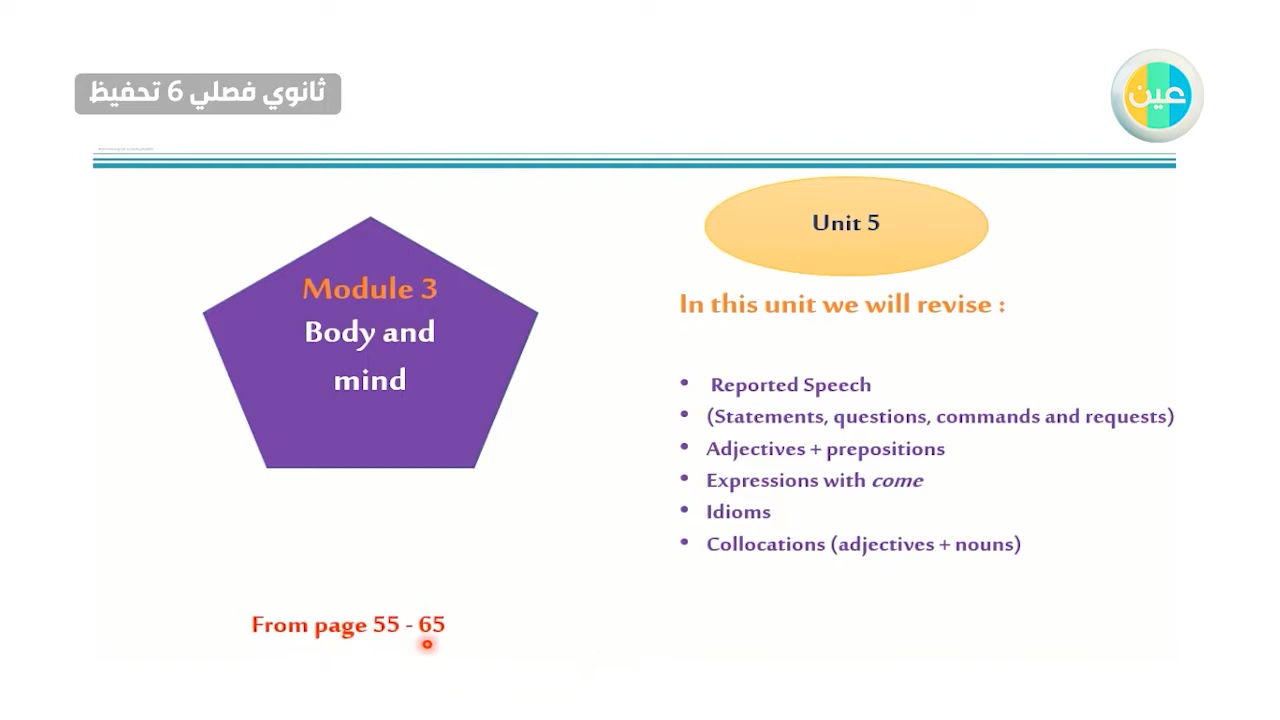 ثانوي فصلي 6 تحفيظ
عين
Module 3
Body and
mind
From page 55 - 65
Unit 5
In this unit we will revise :
• Reported Speech
• (Statements, questions, commands and requests)
• Adjectives + prepositions
• Expressions with come
• Idioms
• Collocations (adjectives + nouns)